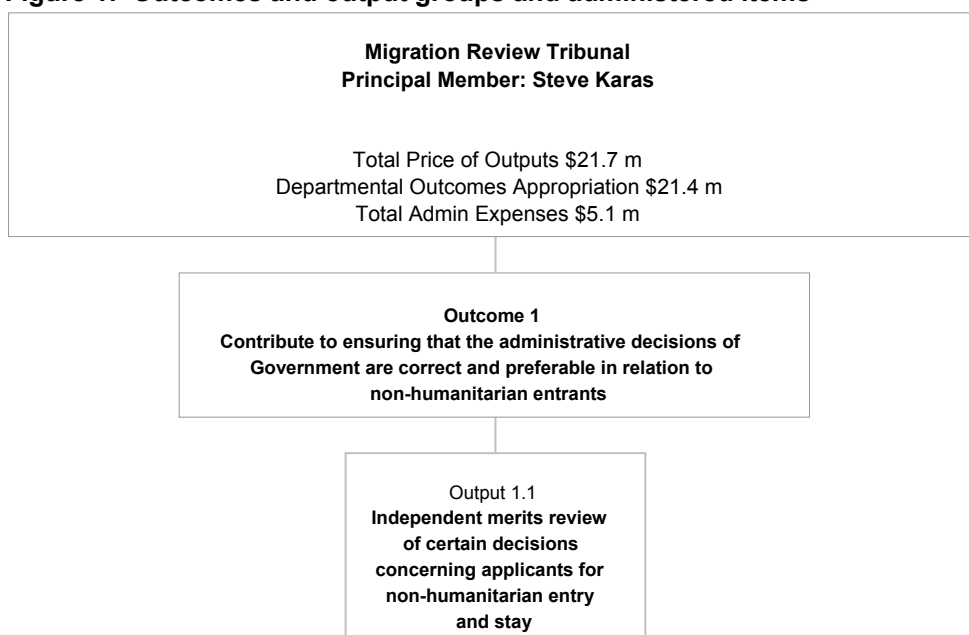 Figure 1: Outcomes and output groups and administered items
Migration Review Tribunal
Principal Member: Steve Karas
Total Price of Outputs $21.7 m
Departmental Outcomes Appropriation $21.4 m
Total Admin Expenses $5.1 m
Outcome 1
Contribute to ensuring that the administrative decisions of
Government are correct and preferable in relation to
non-humanitarian entrants
Output 1.1
Independent merits review
of certain decisions
concerning applicants for
non-humanitarian entry
and stay